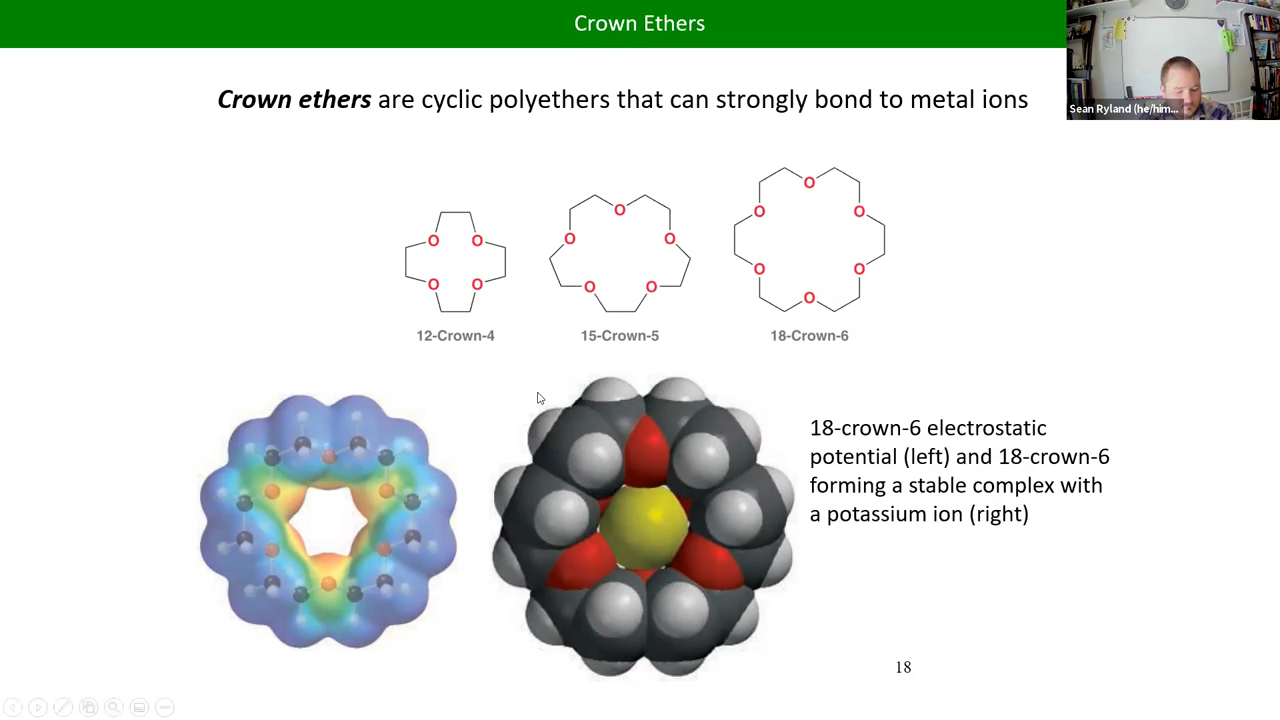 Crown Ethers
Sean Ryland (he/him...
Crown ethers are cyclic polyethers that can strongly bond to metal ions
O
O O
O O O O O O
O O
O O O O
O
12-Crown-4 15-Crown-5 18-Crown-6
18-crown-6 electrostatic
potential (left) and 18-crown-6
forming a stable complex with
a potassium ion (right)
18